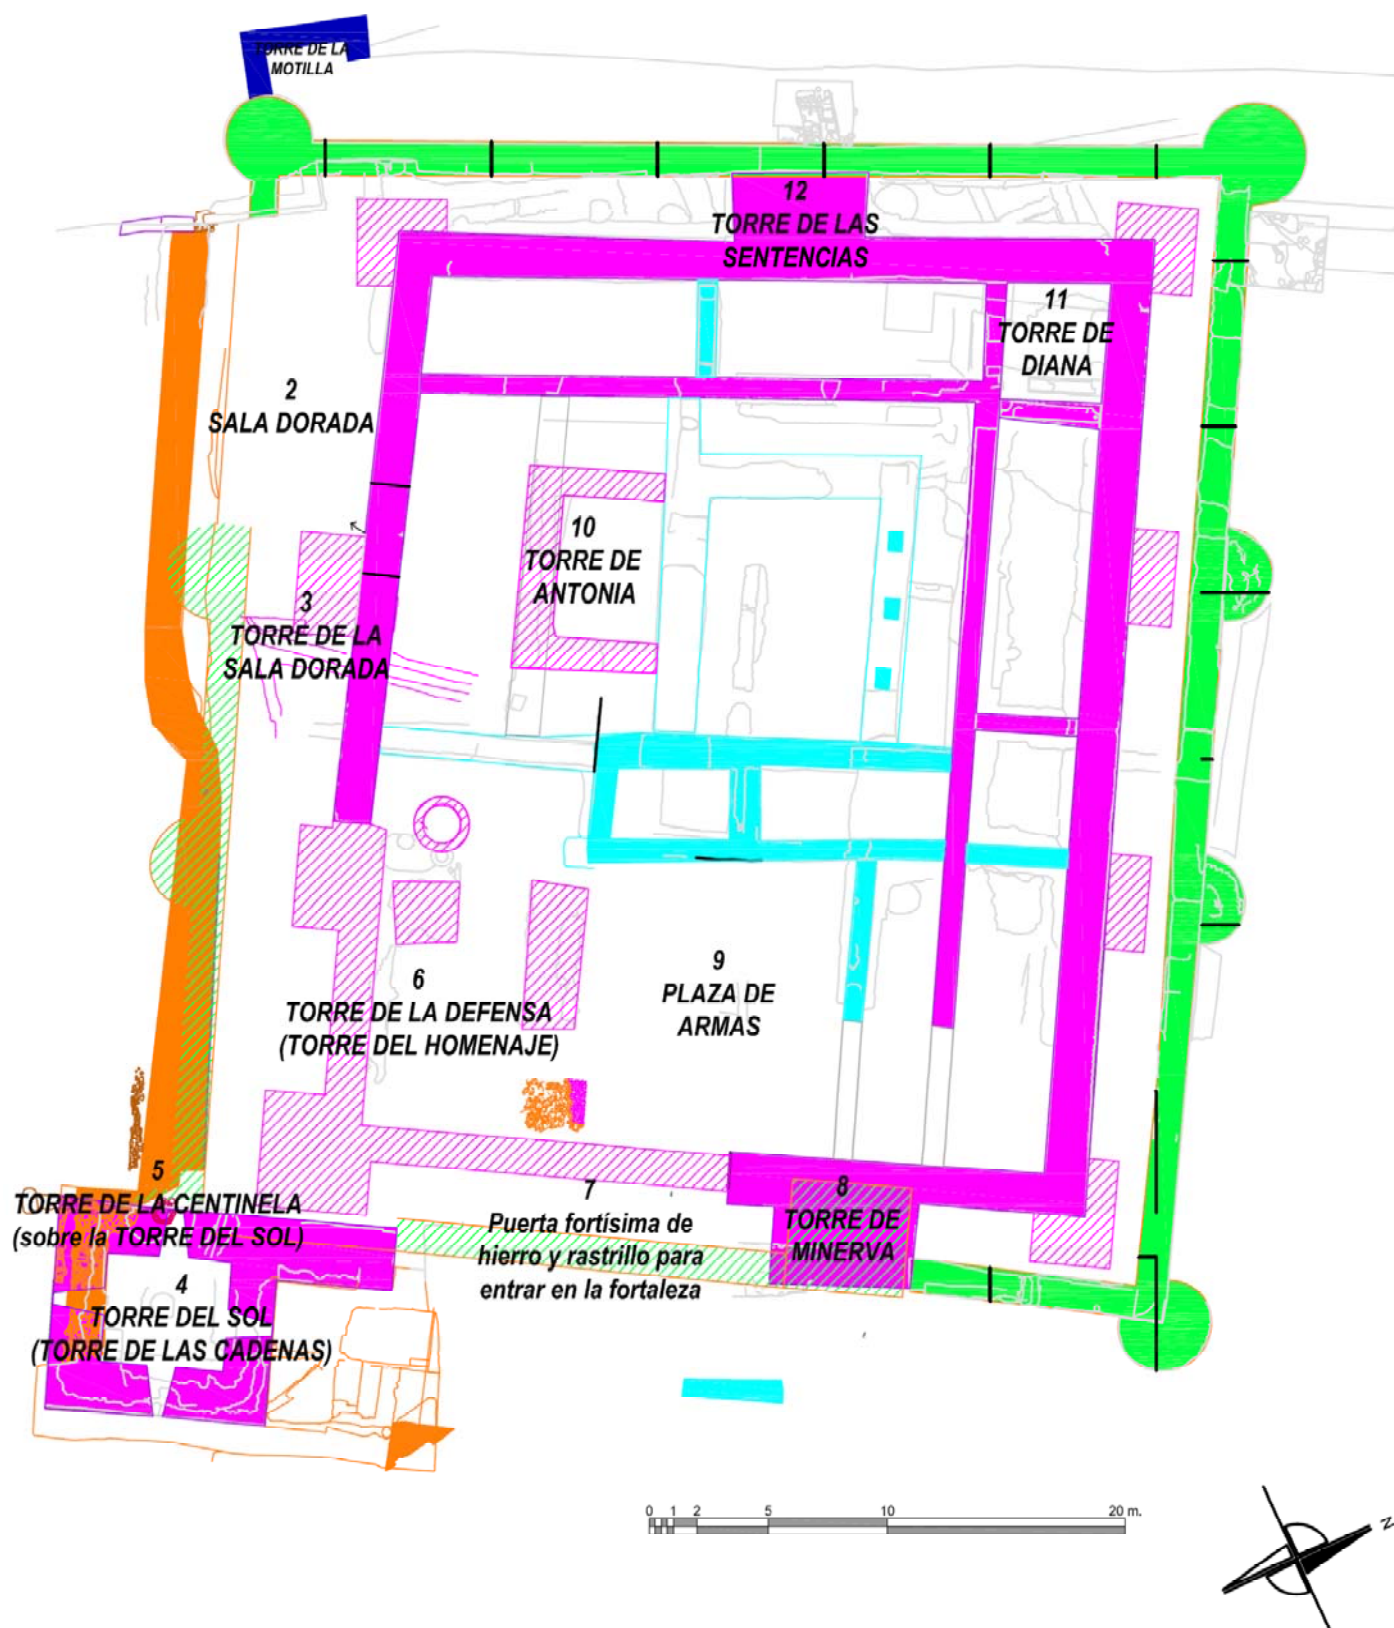 TORRE DE LA
MOTILLA
12
TORRE DE LAS
SENTENCIAS
11
TORRE DE
DIANA
2
SALA DORADA
10
TORRE DE
ANTONIA
3
TORRE DE LA
SALA DORADA
9
PLAZA DE
ARMAS
6
TORRE DE LA DEFENSA
(TORRE DEL HOMENAJE)
5
TORRE DE LA CENTINELA
(sobre la TORRE DEL SOL)
7
Puerta fortísima de
hierro y rastrillo para
entrar en la fortaleza
8
TORRE DE
MINERVA
4
TORRE DEL SOL
(TORRE DE LAS CADENAS)
0 1 2 5 10 20 m.
N